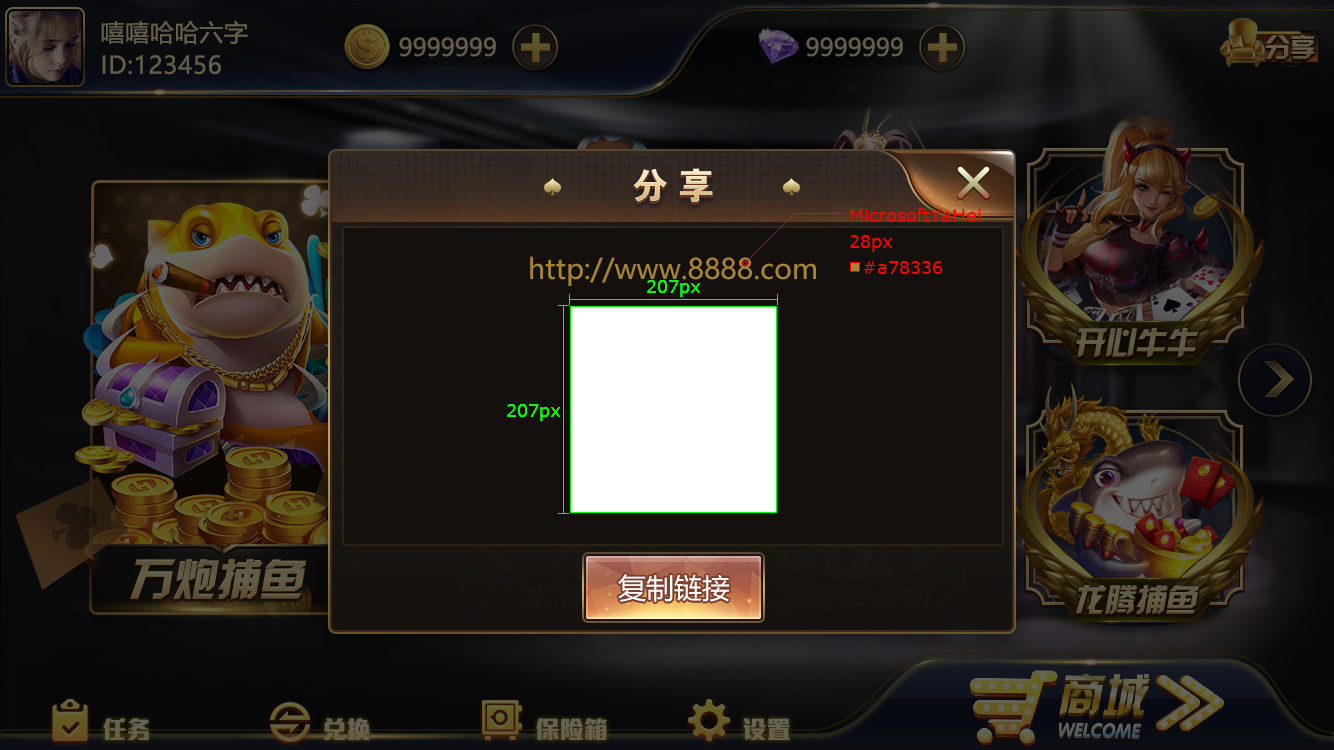 嘻嘻哈哈六字
ID:123456
9999999
9999999
分享
分享
MicrosoftYaHei
28px
#a78336
http://www.8888.com
207px
207px
开心牛牛
万炮捕鱼
复制链接
龙腾捕鱼
任务
兑换
保险箱
设置
商城
WELCOME